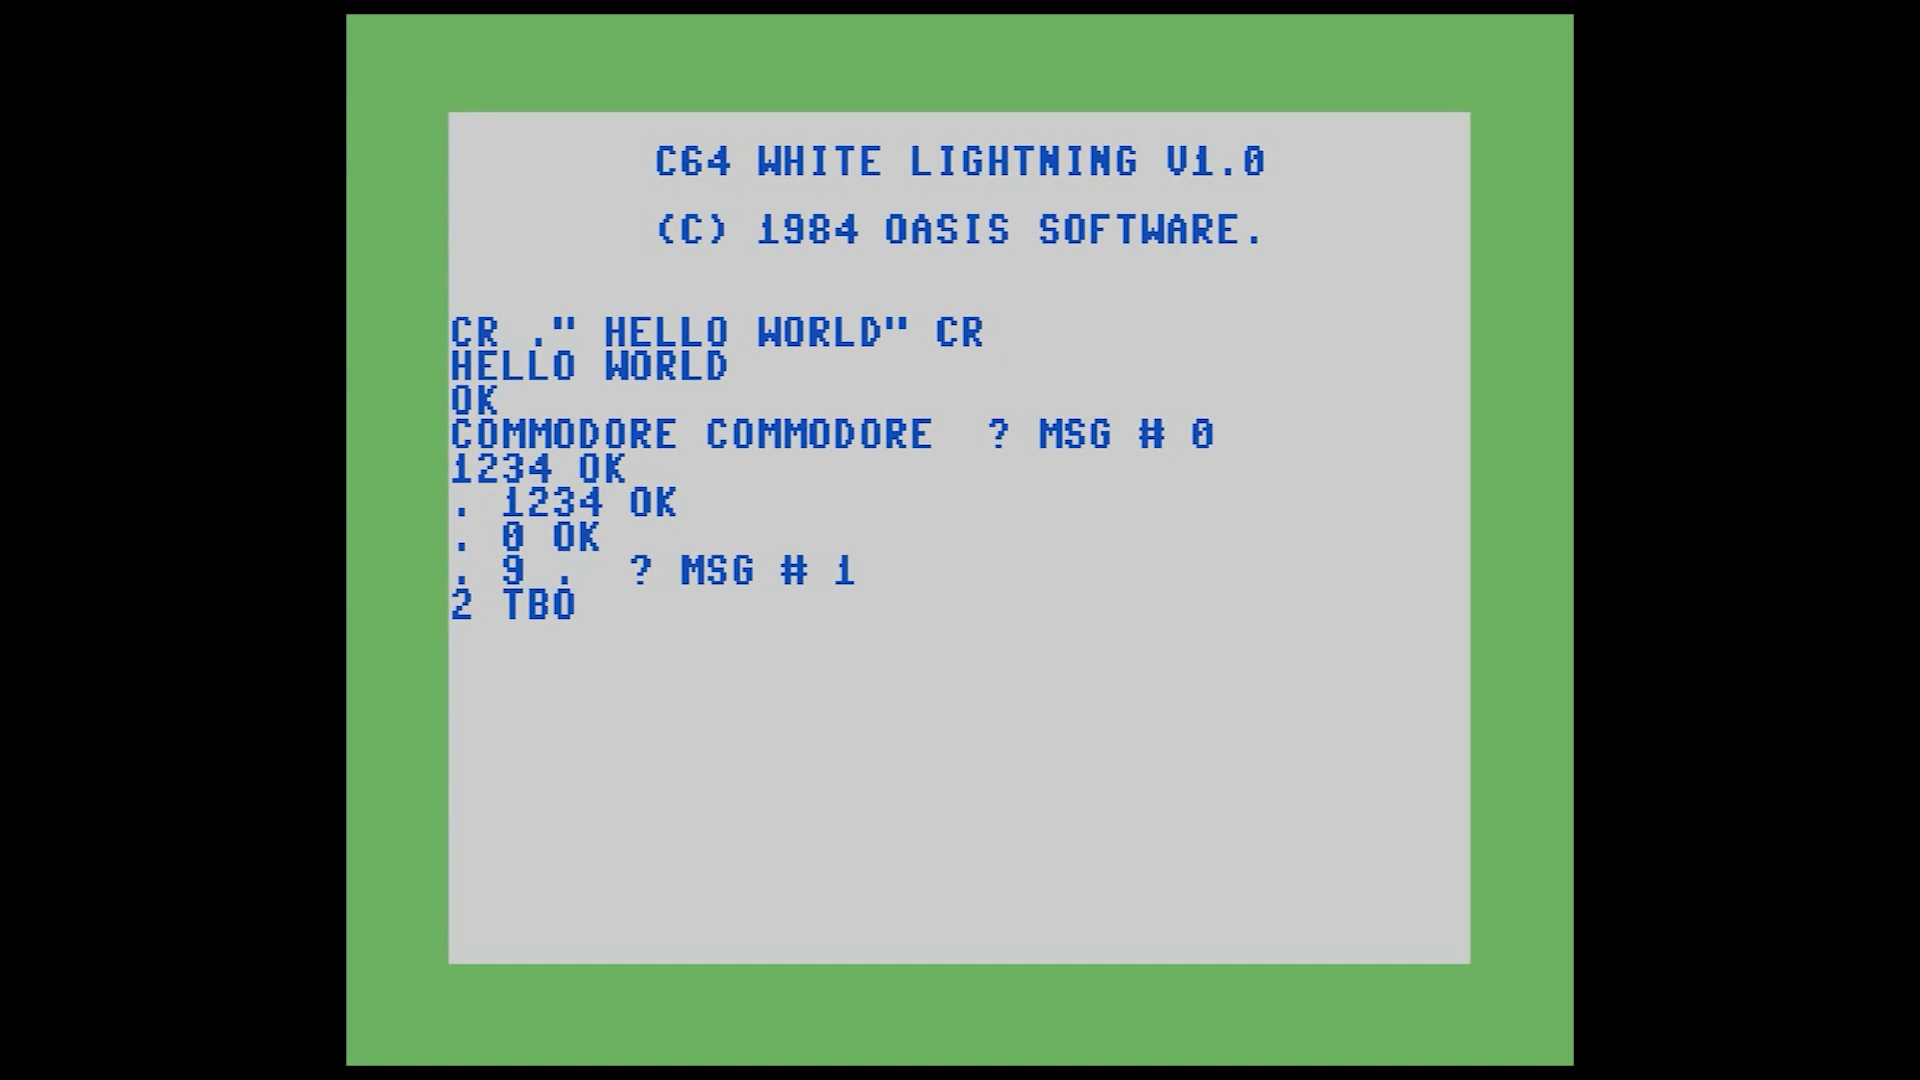 C64 WHITE LIGHTNING V1.0
(C) 1984 OASIS SOFTWARE.
CR ." HELLO WORLD" CR
HELLO WORLD
OK
COMMODORE COMMODORE  ? MSG # 0
1234 OK
. 1234 OK
. 0 OK
. 9 .  ? MSG # 1
2 TBO